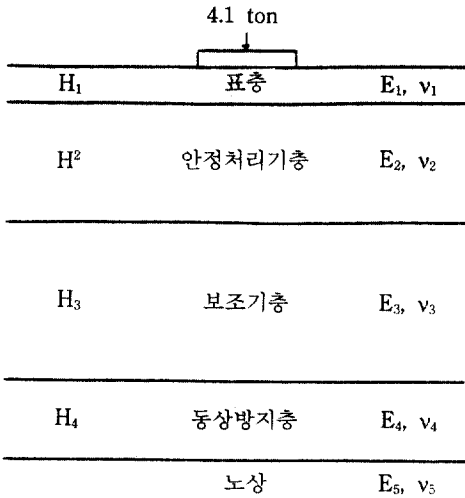 4.1 ton
H₁ 표층 E₁, ν₁
H² 안정처리기층 E₂, ν₂
H₃ 보조기층 E₃, ν₃
H₄ 동상방지층 E₄, ν₄
노상 E₅, ν₅